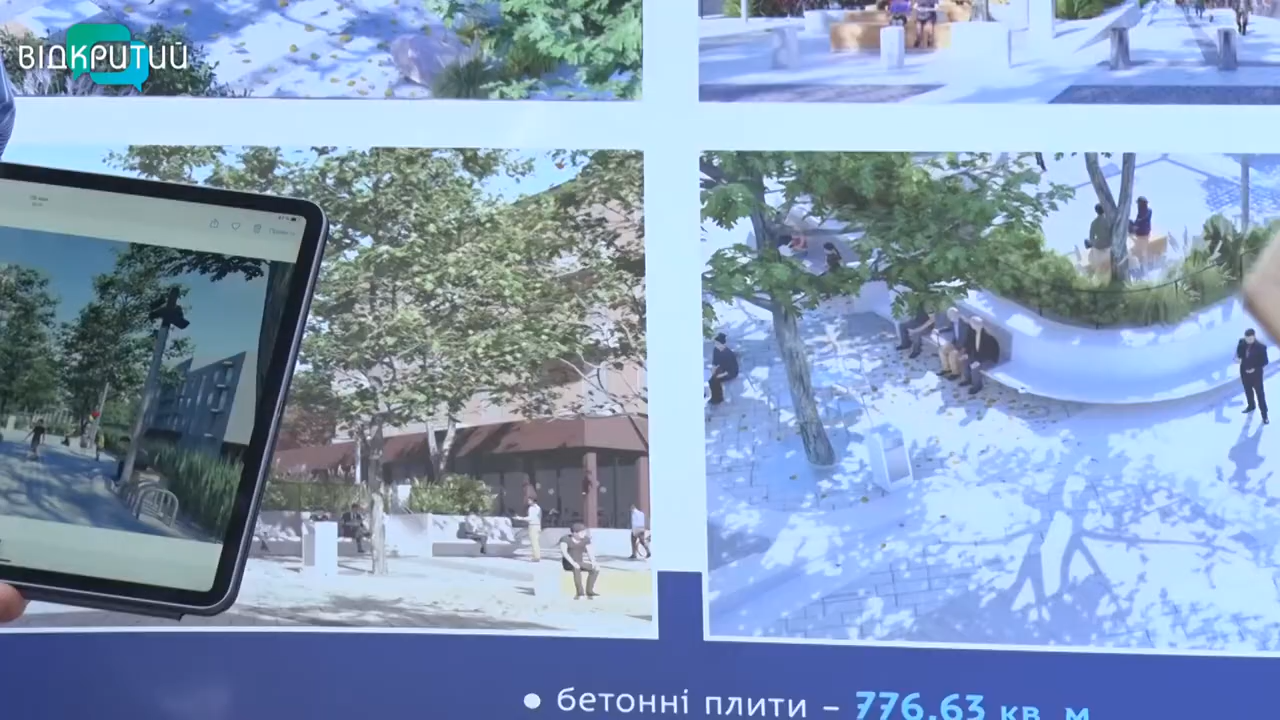 ВІДКРИТИЙ
• бетонні плити – 776,63 кв. м